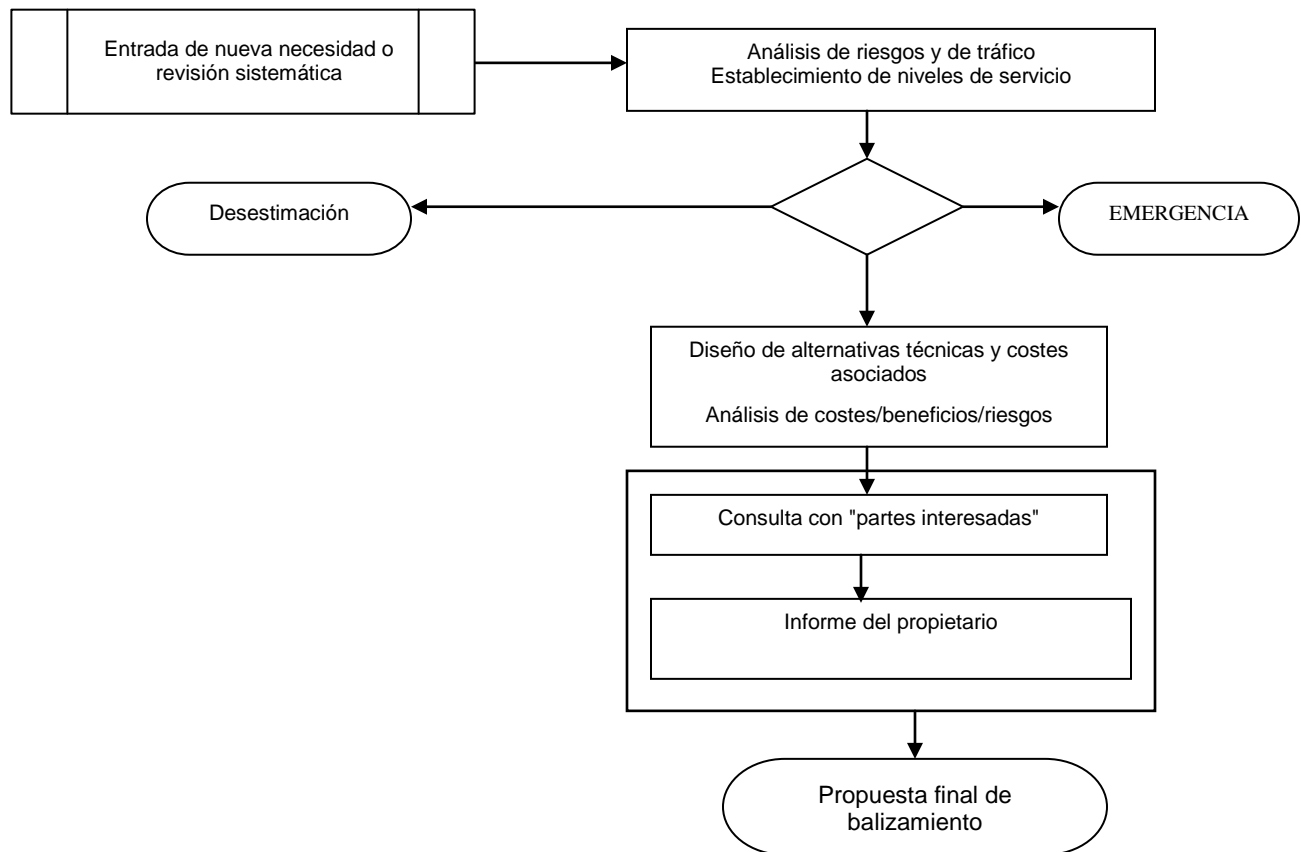 Entrada de nueva necesidad o
revisión sistemática
Análisis de riesgos y de tráfico
Establecimiento de niveles de servicio
Desestimación
EMERGENCIA
Diseño de alternativas técnicas y costes
asociados
Análisis de costes/beneficios/riesgos
Consulta con "partes interesadas"
Informe del propietario
Propuesta final de
balizamiento